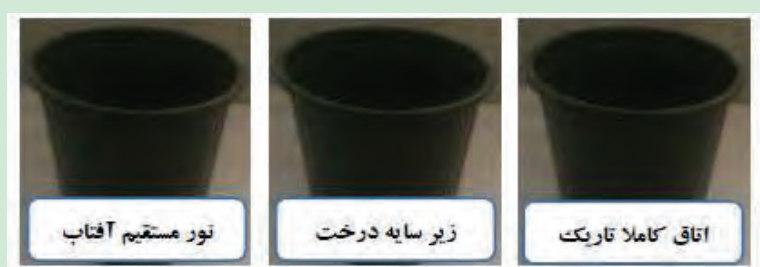 اتاق کاملا تاریک
زیر سایه درخت
نور مستقیم آفتاب